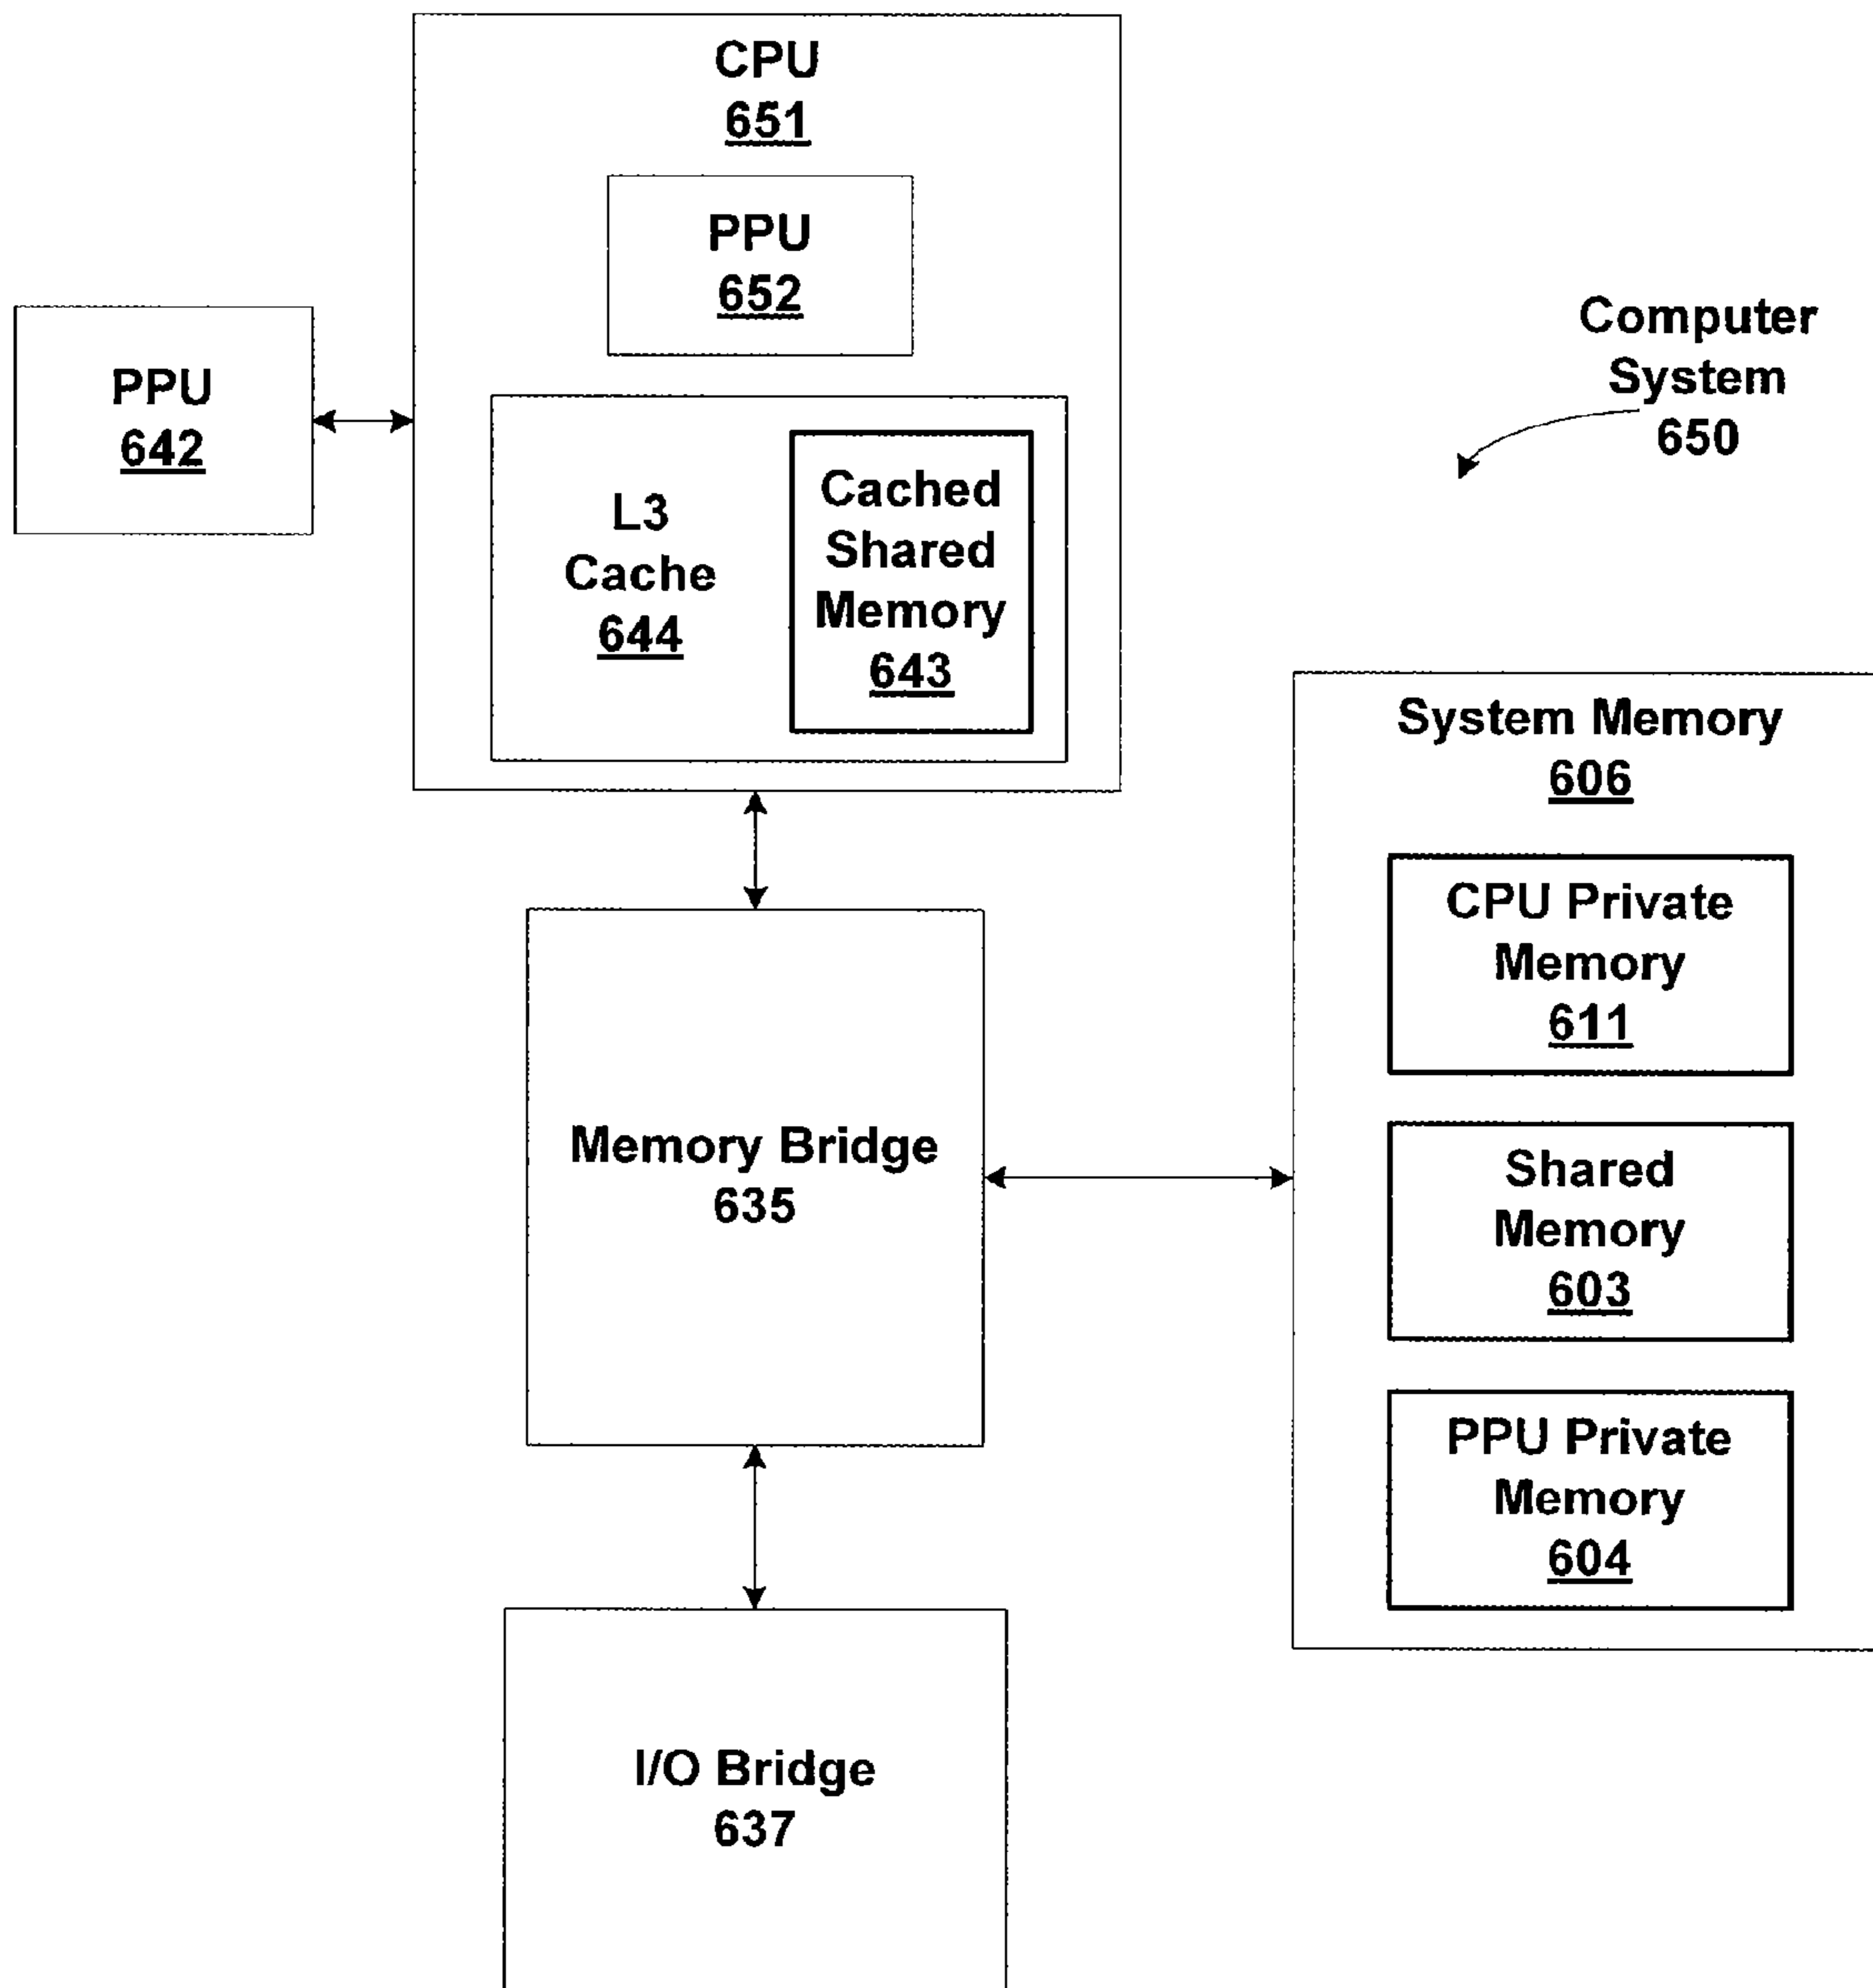 CPU
651
PPU
652
PPU
642
L3
Cache
644
Cached
Shared
Memory
643
Computer
System
650
System Memory
606
CPU Private
Memory
611
Shared
Memory
603
PPU Private
Memory
604
Memory Bridge
635
I/O Bridge
637